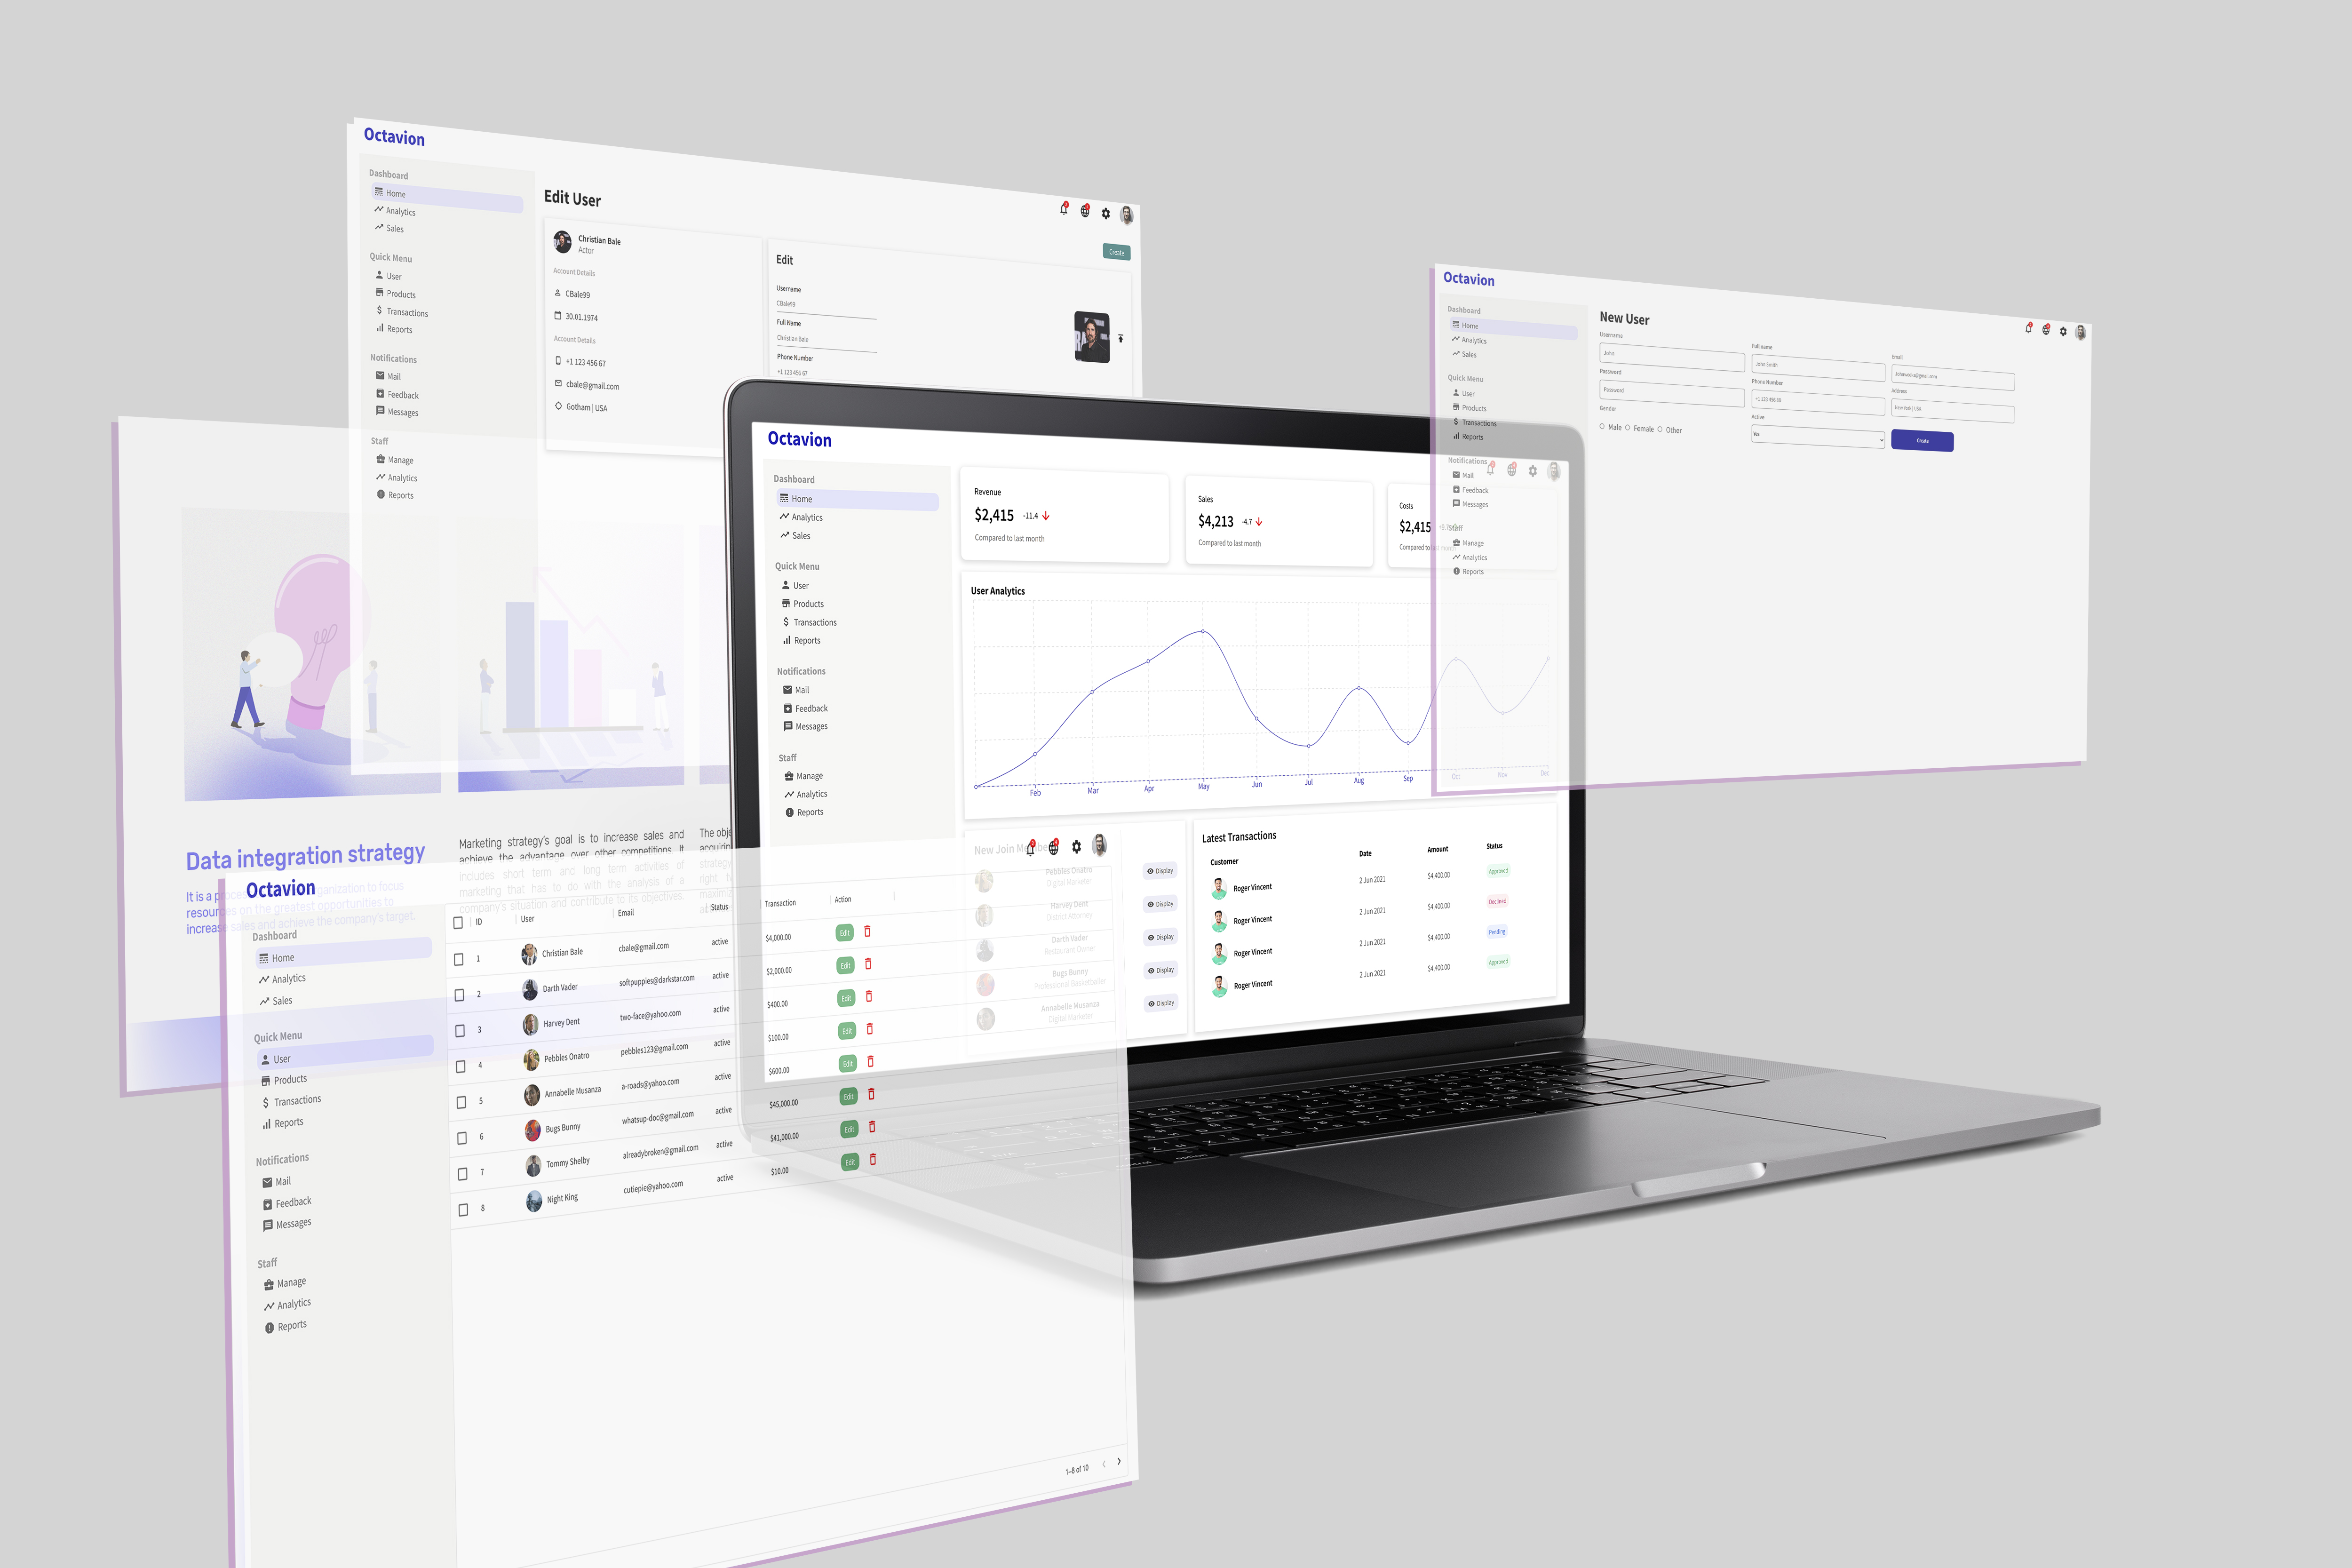 Octavion
Dashboard
Home
Analytics
Sales
Quick Menu
User
Products
Transactions
Reports
Notifications
Mail
Feedback
Messages
Staff
Manage
Analytics
Reports
Edit User
Create
Christian Bale
Actor
Account Details
CBale99
30.01.1974
Account Details
+1 123 456 67
cbale@gmail.com
Gotham | USA
Edit
Username
CBale99
Full Name
Christian Bale
Phone Number
+1 123 456 67
Octavion
Dashboard
Home
Analytics
Sales
Quick Menu
User
Products
Transactions
Reports
Notifications
Mail
Feedback
Messages
Staff
Manage
Analytics
Reports
New User
Username
John
Full name
John Smith
Email
Password
Password
Phone Number
+1 123 456 89
Address
New York | USA
Gender
Male Female Other
Active
Yes
Create
Octavion
Dashboard
Home
Analytics
Sales
Quick Menu
User
Products
Transactions
Reports
Notifications
Mail
Feedback
Messages
Staff
Manage
Analytics
Reports
Revenue
$2,415 -11.4
Compared to last month
Sales
$4,213 -4.7
Compared to last month
Costs
$2,415
Compared to last month
User Analytics
Feb Mar Apr May Jun Jul Aug Sep Oct Nov Dec
New Join Members
Pebbles Onatro
Digital Marketer
Display
Harvey Dent
District Attorney
Display
Darth Vader
Restaurant Owner
Display
Bugs Bunny
Professional Basketballer
Display
Annabelle Musanza
Digital Marketer
Display
Latest Transactions
Customer Date Amount Status
Roger Vincent 2 Jun 2021 $4,400.00 Approved
Roger Vincent 2 Jun 2021 $4,400.00 Declined
Roger Vincent 2 Jun 2021 $4,400.00 Pending
Roger Vincent 2 Jun 2021 $4,400.00 Approved
Data integration strategy
It is a organization to focus
resources on the greatest opportunities to
increase sales and achieve the company's target.
Marketing strategy's goal is to increase sales and
achieve the advantage over other competitions. It
includes short term and long term activities of
marketing that has to do with the analysis of a
company's situation and contribute to its objectives.
The obje
acquirin
strategy
right
maximi
Octavion
Dashboard
Home
Analytics
Sales
Quick Menu
User
Products
Transactions
Reports
Notifications
Mail
Feedback
Messages
Staff
Manage
Analytics
Reports
ID User Email Status Transaction Action
1 Christian Bale cbale@gmail.com active $4,000.00 Edit
2 Darth Vader softpuppies@darkstar.com active $2,000.00 Edit
3 Harvey Dent two-face@yahoo.com active $400.00 Edit
4 Pebbles Onatro pebbles123@gmail.com active $100.00 Edit
5 Annabelle Musanza a-roads@yahoo.com active $600.00 Edit
6 Bugs Bunny whatsup-doc@gmail.com active $45,000.00 Edit
7 Tommy Shelby alreadybroken@gmail.com active $41,000.00 Edit
8 Night King cutiepie@yahoo.com active $10.00 Edit
1–8 of 10